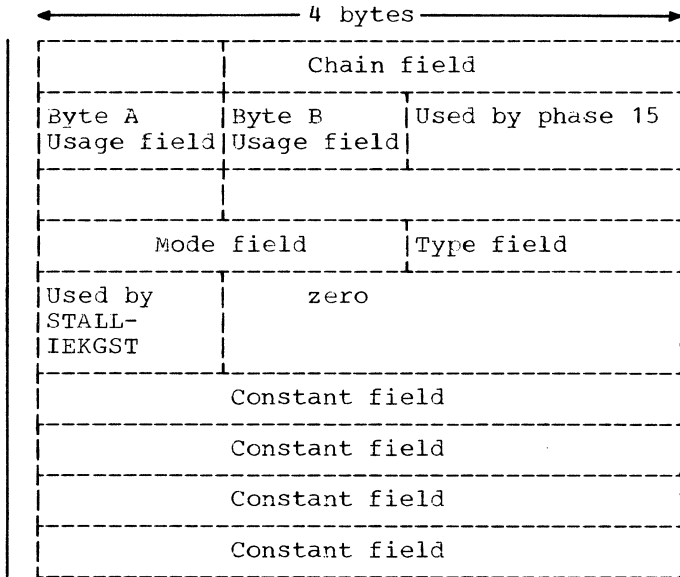 4 bytes
Chain field
Byte A Byte B Used by phase 15
Usage field Usage field
Mode field Type field
Used by zero
STALL-
IEKGST
Constant field
Constant field
Constant field
Constant field